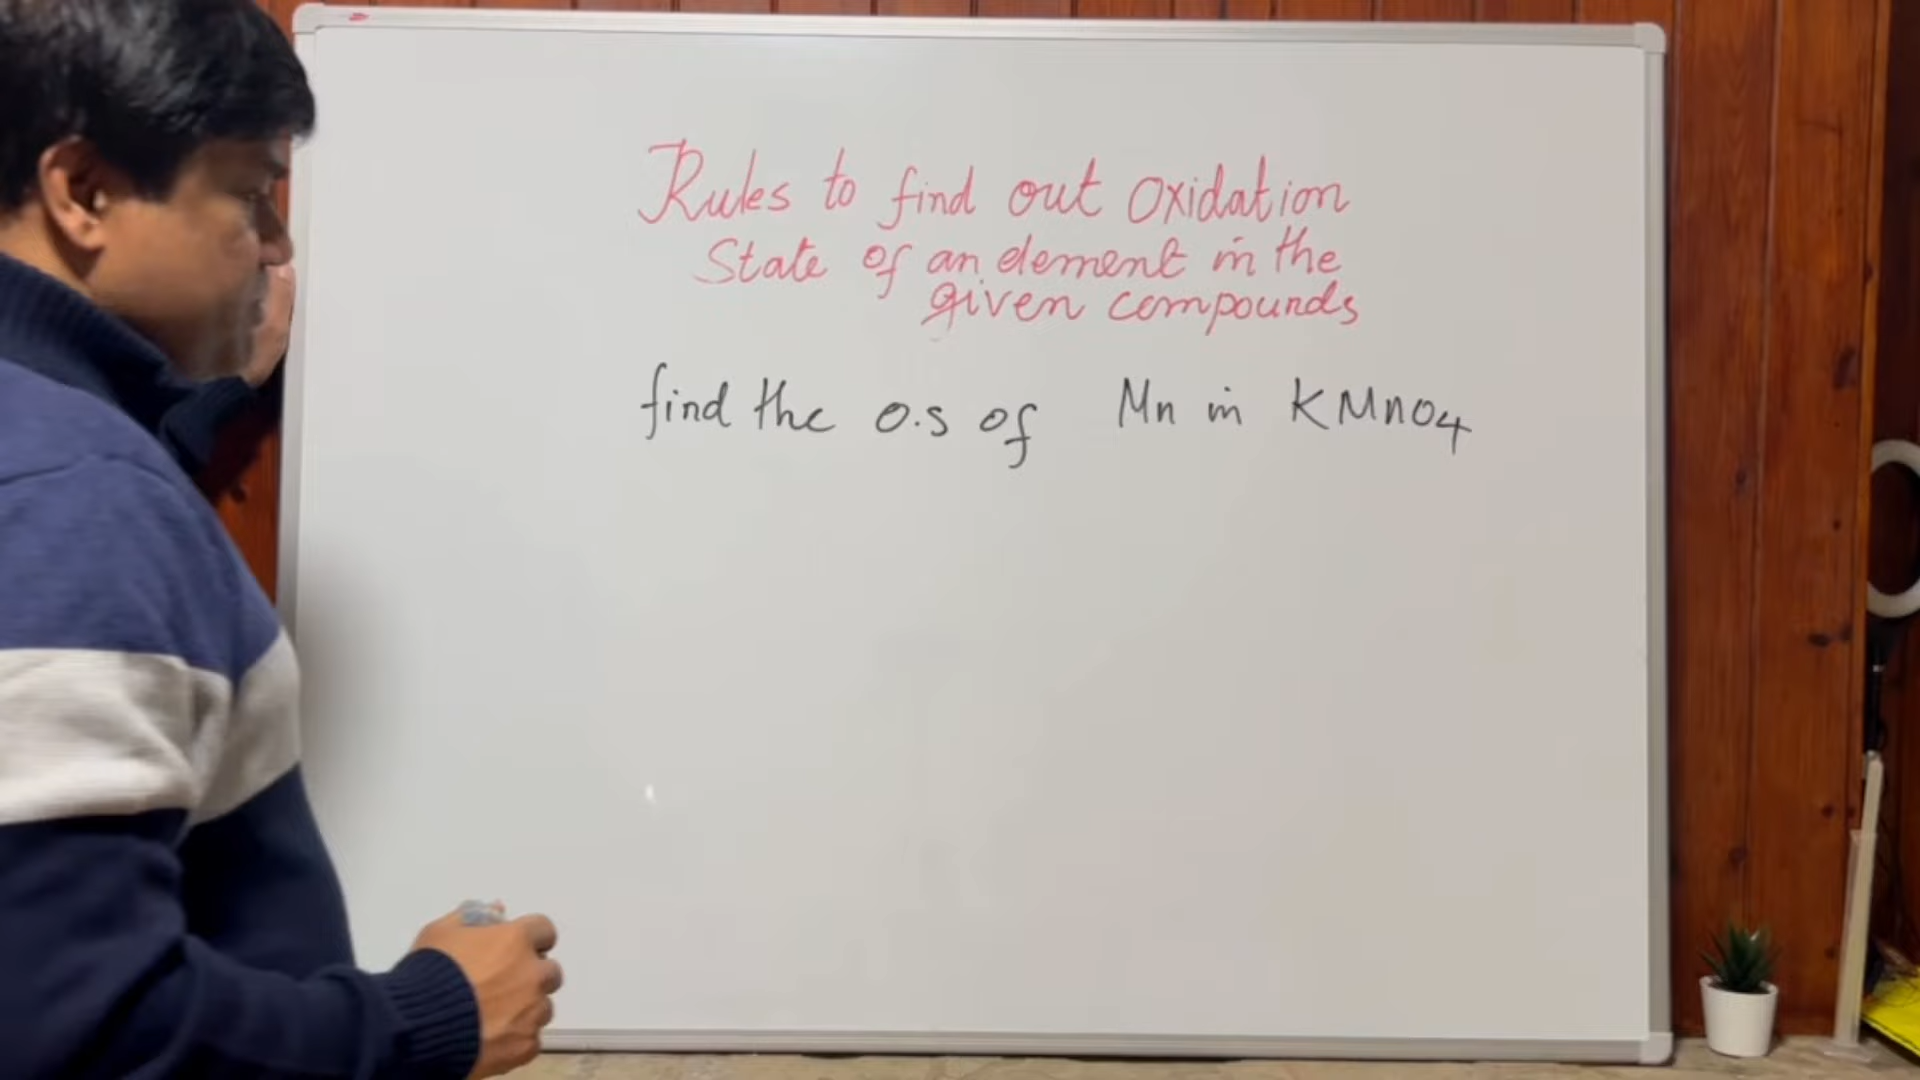 Rules to find out Oxidation
State of an element in the
given compounds
find the o.s of Mn in KMnO4